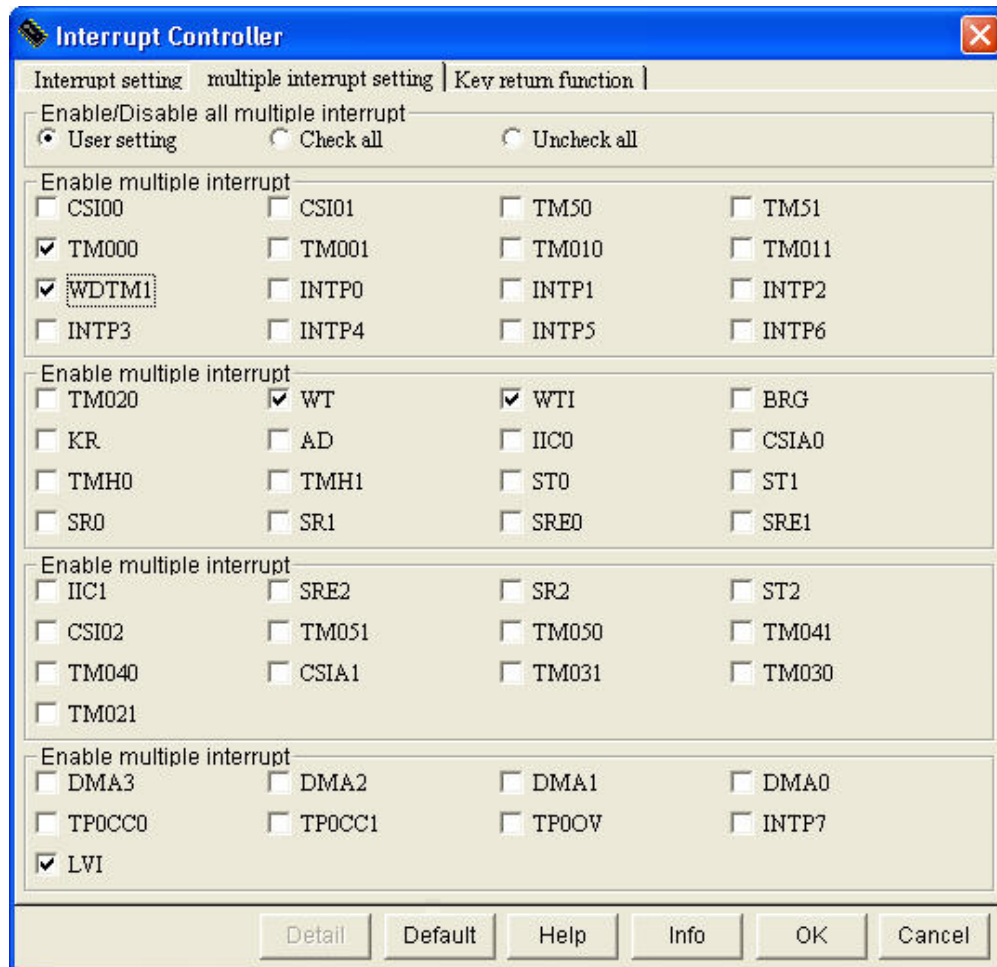 Interrupt Controller
Interrupt setting multiple interrupt setting Key return function
Enable/Disable all multiple interrupt
User setting Check all Uncheck all
Enable multiple interrupt
CSI00 CSI01 TM50 TM51
TM000 TM001 TM010 TM011
WDTM1 INTP0 INTP1 INTP2
INTP3 INTP4 INTP5 INTP6
Enable multiple interrupt
TM020 WT WTI BRG
KR AD IIC0 CSIA0
TMH0 TMH1 ST0 ST1
SR0 SR1 SRE0 SRE1
Enable multiple interrupt
IIC1 SRE2 SR2 ST2
CSI02 TM051 TM050 TM041
TM040 CSIA1 TM031 TM030
TM021
Enable multiple interrupt
DMA3 DMA2 DMA1 DMA0
TP0CC0 TP0CC1 TP0OV INTP7
LVI
Detail Default Help Info OK Cancel